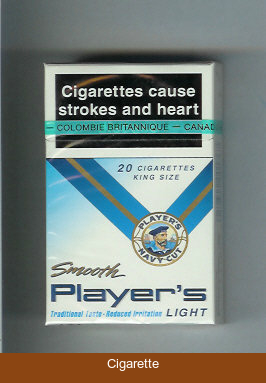 Cigarettes cause
strokes and heart
COLOMBIE BRITANNIQUE — CANAD
20 CIGARETTES
KING SIZE
PLAYER'S
NAVY CUT
Smooth
Player's
Traditional Taste - Reduced Irritation LIGHT
Cigarette